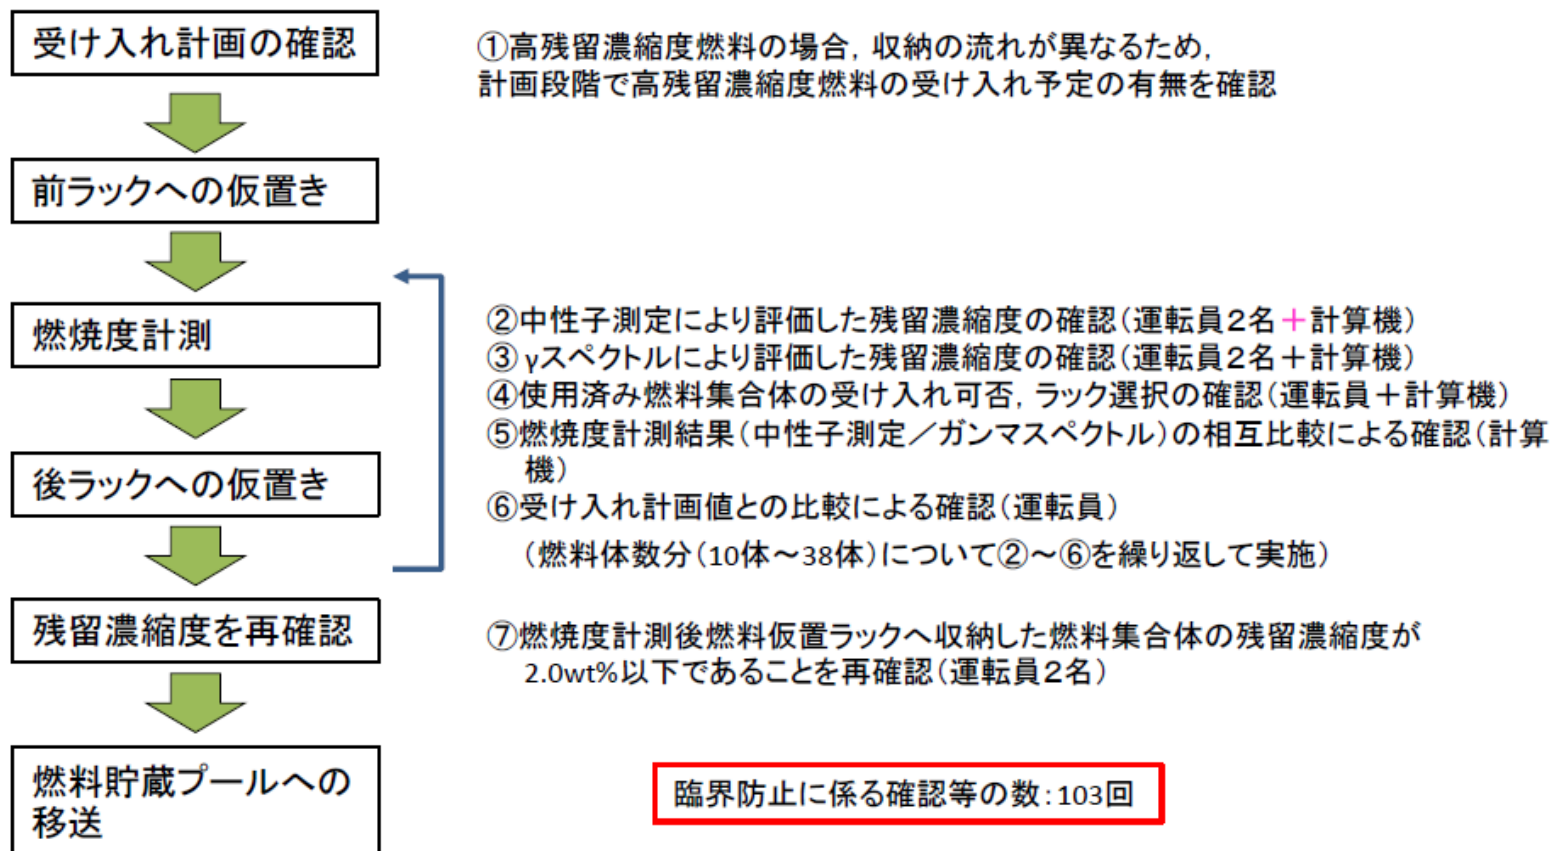 受け入れ計画の確認
①高残留濃縮度燃料の場合，収納の流れが異なるため，
計画段階で高残留濃縮度燃料の受け入れ予定の有無を確認
前ラックへの仮置き
燃焼度計測
②中性子測定により評価した残留濃縮度の確認（運転員２名＋計算機）
③γスペクトルにより評価した残留濃縮度の確認（運転員２名＋計算機）
④使用済み燃料集合体の受け入れ可否，ラック選択の確認（運転員＋計算機）
⑤燃焼度計測結果（中性子測定／ガンマスペクトル）の相互比較による確認（計算
機）
後ラックへの仮置き
⑥受け入れ計画値との比較による確認（運転員）
（燃料体数分（10体～38体）について②～⑥を繰り返して実施）
残留濃縮度を再確認
⑦燃焼度計測後燃料仮置ラックへ収納した燃料集合体の残留濃縮度が
2.0wt%以下であることを再確認（運転員２名）
燃料貯蔵プールへの
移送
臨界防止に係る確認等の数：103回